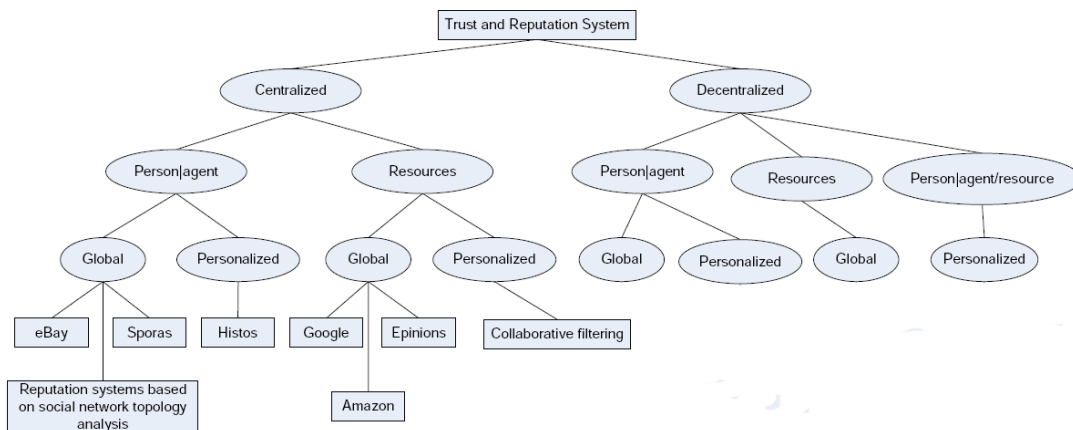 Trust and Reputation System
Centralized
Decentralized
Person|agent
Resources
Person|agent
Resources
Person|agent/resource
Global
Personalized
Global
Personalized
Global
Personalized
Global
Personalized
eBay
Sporas
Histos
Google
Epinions
Collaborative filtering
Reputation systems based
on social network topology
analysis
Amazon